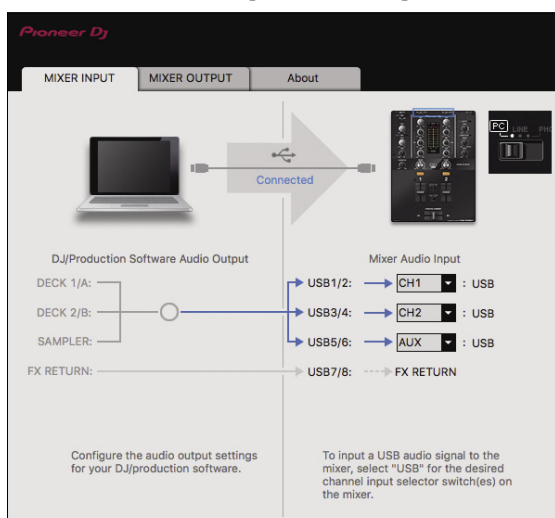 Pioneer Dj
MIXER INPUT
MIXER OUTPUT
About
PC LINE PHO
Connected
DJ/Production Software Audio Output
Mixer Audio Input
DECK 1/A:
USB1/2:
CH1
: USB
DECK 2/B:
USB3/4:
CH2
: USB
SAMPLER:
USB5/6:
AUX
: USB
FX RETURN:
USB7/8:
FX RETURN
Configure the audio output settings
for your DJ/production software.
To input a USB audio signal to the
mixer, select "USB" for the desired
channel input selector switch(es) on
the mixer.